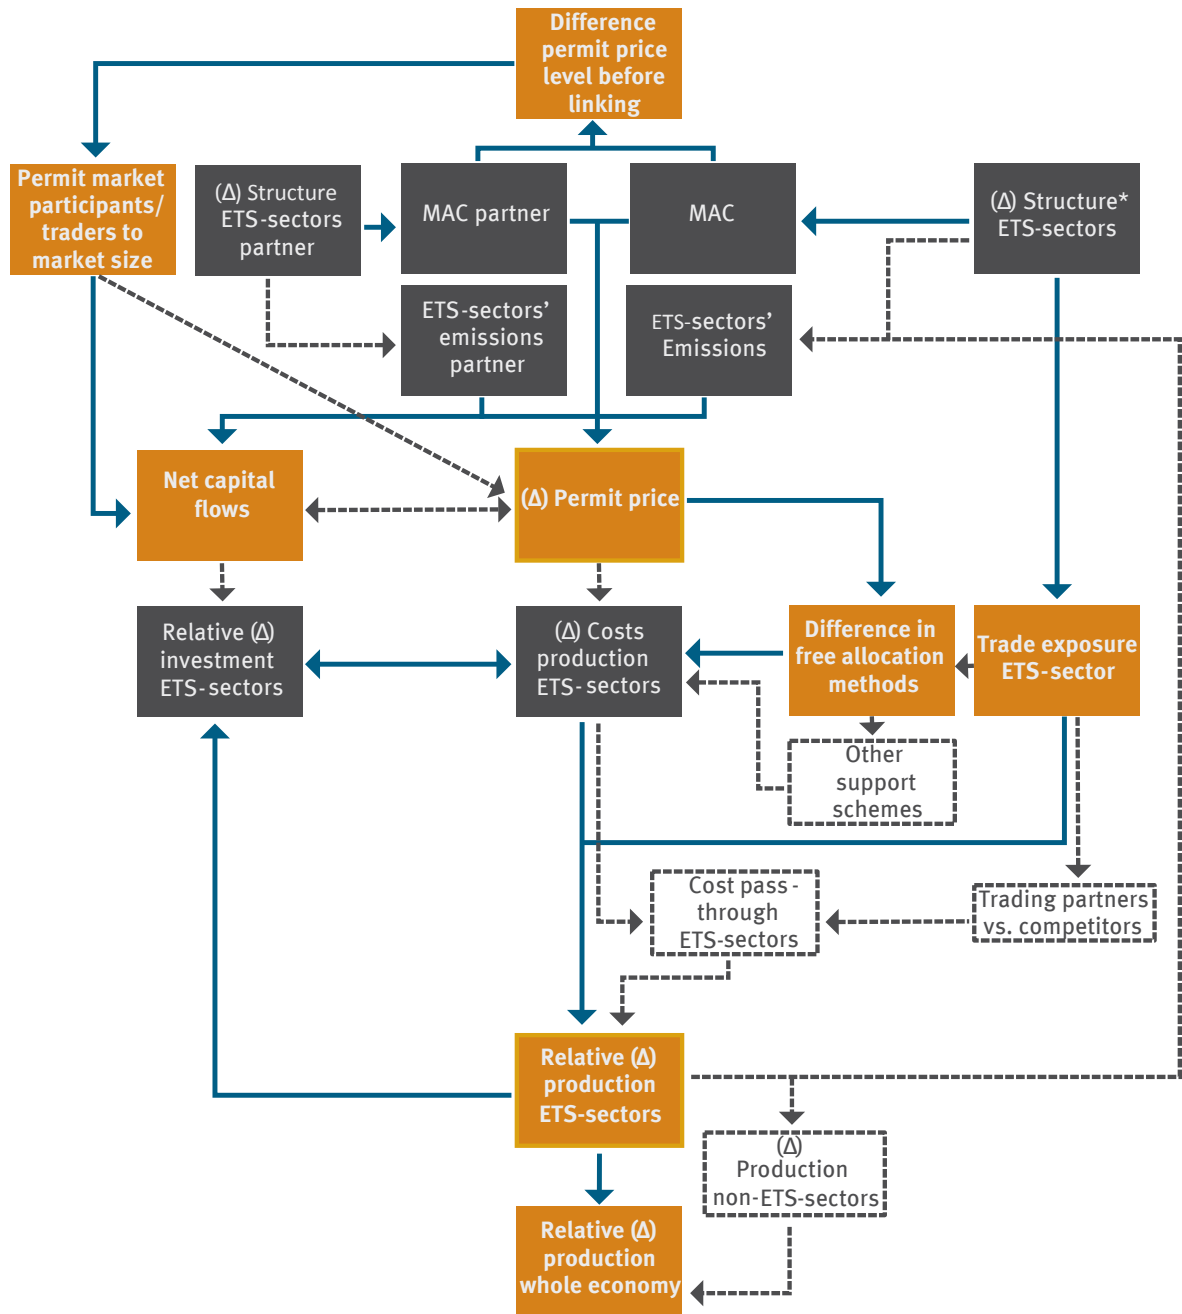 Difference
permit price
level before
linking
Permit market
participants/
traders to
market size
(Δ) Structure
ETS-sectors
partner
MAC partner
MAC
(Δ) Structure*
ETS-sectors
ETS-sectors’
emissions
partner
ETS-sectors’
Emissions
Net capital
flows
(Δ) Permit price
Relative (Δ)
investment
ETS-sectors
(Δ) Costs
production
ETS-sectors
Difference in
free allocation
methods
Trade exposure
ETS-sector
Other
support
schemes
Cost pass-
through
ETS-sectors
Trading partners
vs. competitors
Relative (Δ)
production
ETS-sectors
(Δ)
Production
non-ETS-sectors
Relative (Δ)
production
whole economy